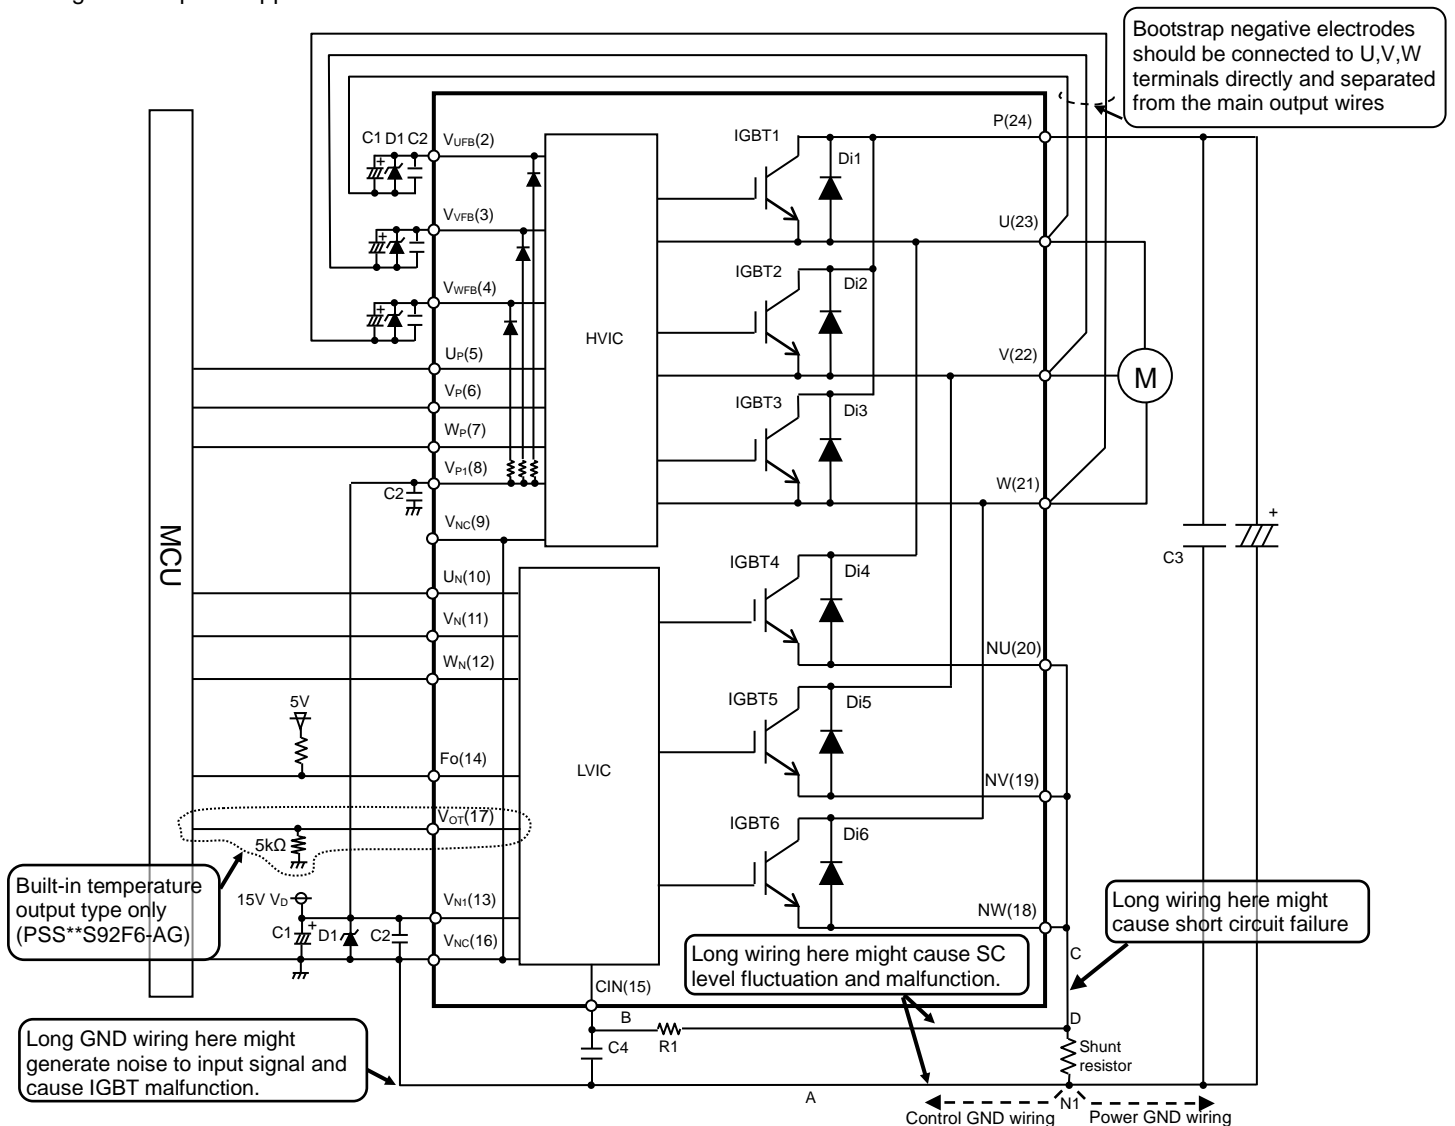 Bootstrap negative electrodes
should be connected to U,V,W
terminals directly and separated
from the main output wires
P(24)
IGBT1
C1 D1 C2
VUFB(2)
+
Di1
U(23)
VVFB(3)
+
IGBT2
Di2
VWFB(4)
+
HVIC
UP(5)
V(22)
M
VP(6)
IGBT3
Di3
WP(7)
VP1(8)
W(21)
C2
+
VNC(9)
MCU
C3
IGBT4
Di4
UN(10)
VN(11)
NU(20)
WN(12)
5V
IGBT5
Di5
Fo(14)
LVIC
NV(19)
VOT(17)
IGBT6
Di6
5kΩ
Built-in temperature
output type only
(PSS**S92F6-AG)
15V VD
VN1(13)
Long wiring here might
cause short circuit failure
NW(18)
C1
+
D1
C2
VNC(16)
Long wiring here might cause SC
level fluctuation and malfunction.
C
CIN(15)
B
D
Long GND wiring here might
generate noise to input signal and
cause IGBT malfunction.
C4
R1
Shunt
resistor
A
N1
Control GND wiring
Power GND wiring